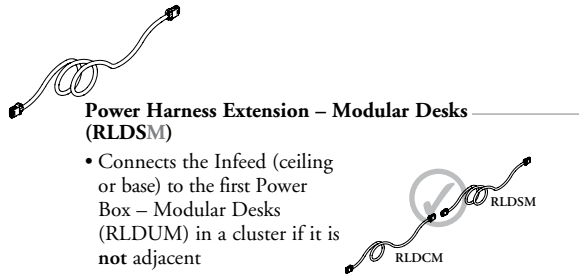 Power Harness Extension – Modular Desks
(RLDSM)
• Connects the Infeed (ceiling
or base) to the first Power
Box – Modular Desks
(RLDUM) in a cluster if it is
not adjacent
RLDSM
RLDCM